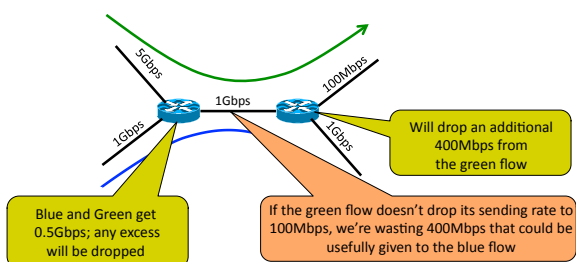 5Gbps
100Mbps
1Gbps
1Gbps
1Gbps
Will drop an additional
400Mbps from
the green flow
Blue and Green get
0.5Gbps; any excess
will be dropped
If the green flow doesn’t drop its sending rate to
100Mbps, we’re wasting 400Mbps that could be
usefully given to the blue flow